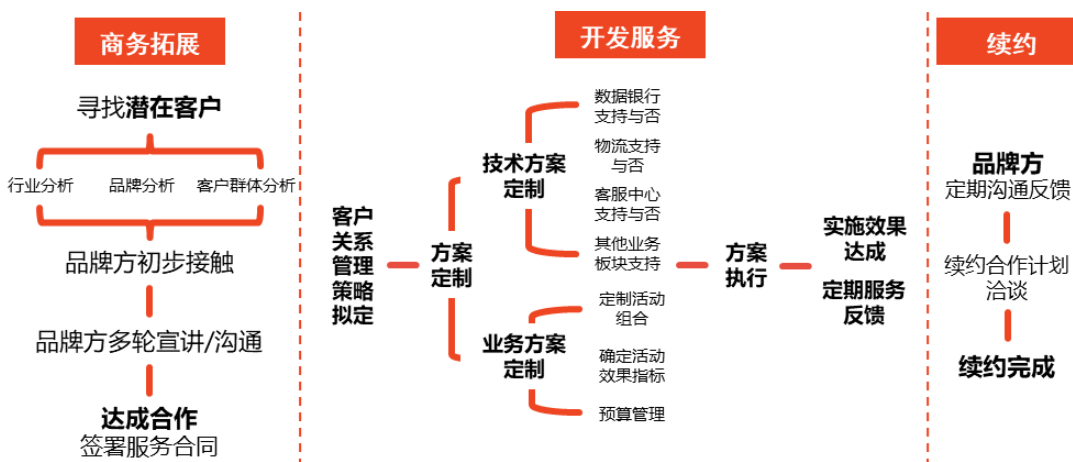 商务拓展
寻找潜在客户
行业分析
品牌分析
客户群体分析
品牌方初步接触
品牌方多轮宣讲/沟通
达成合作
签署服务合同
开发服务
客户
关系
管理
策略
拟定
方案
定制
技术方案
定制
数据银行
支持与否
物流支持
与否
客服中心
支持与否
其他业务
板块支持
业务方案
定制
定制活动
组合
确定活动
效果指标
预算管理
方案
执行
实施效果
达成
定期服务
反馈
续约
品牌方
定期沟通反馈
续约合作计划
洽谈
续约完成